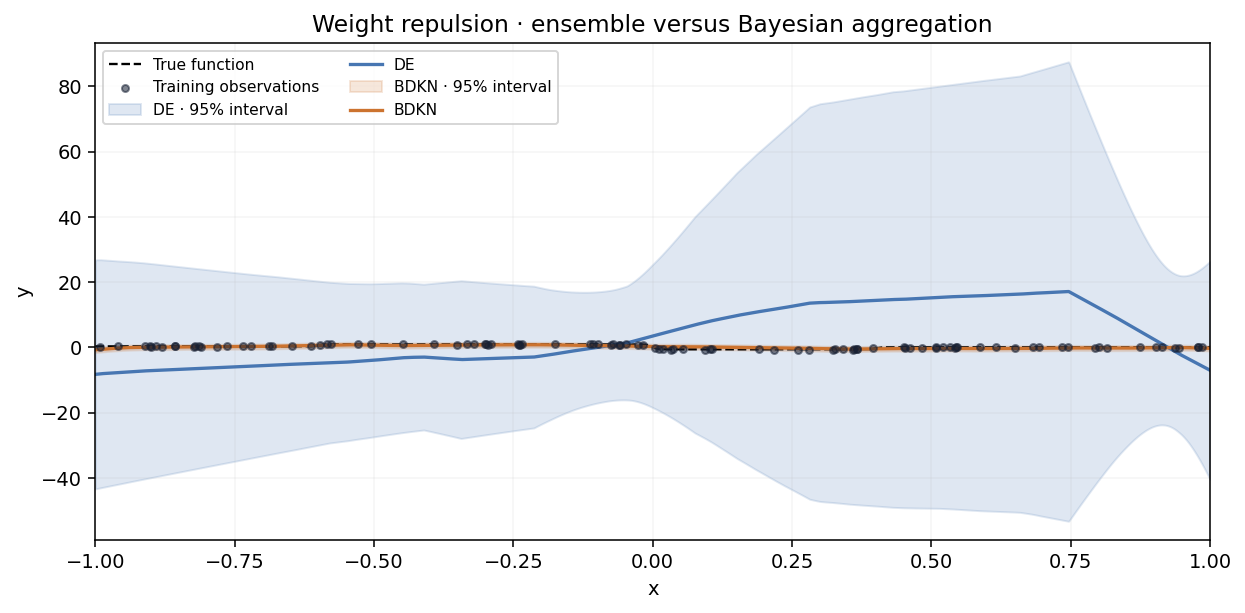 Weight repulsion · ensemble versus Bayesian aggregation
True function
Training observations
DE · 95% interval
DE
BDKN · 95% interval
BDKN
80
60
40
20
0
−20
−40
y
−1.00 −0.75 −0.50 −0.25 0.00 0.25 0.50 0.75 1.00
x